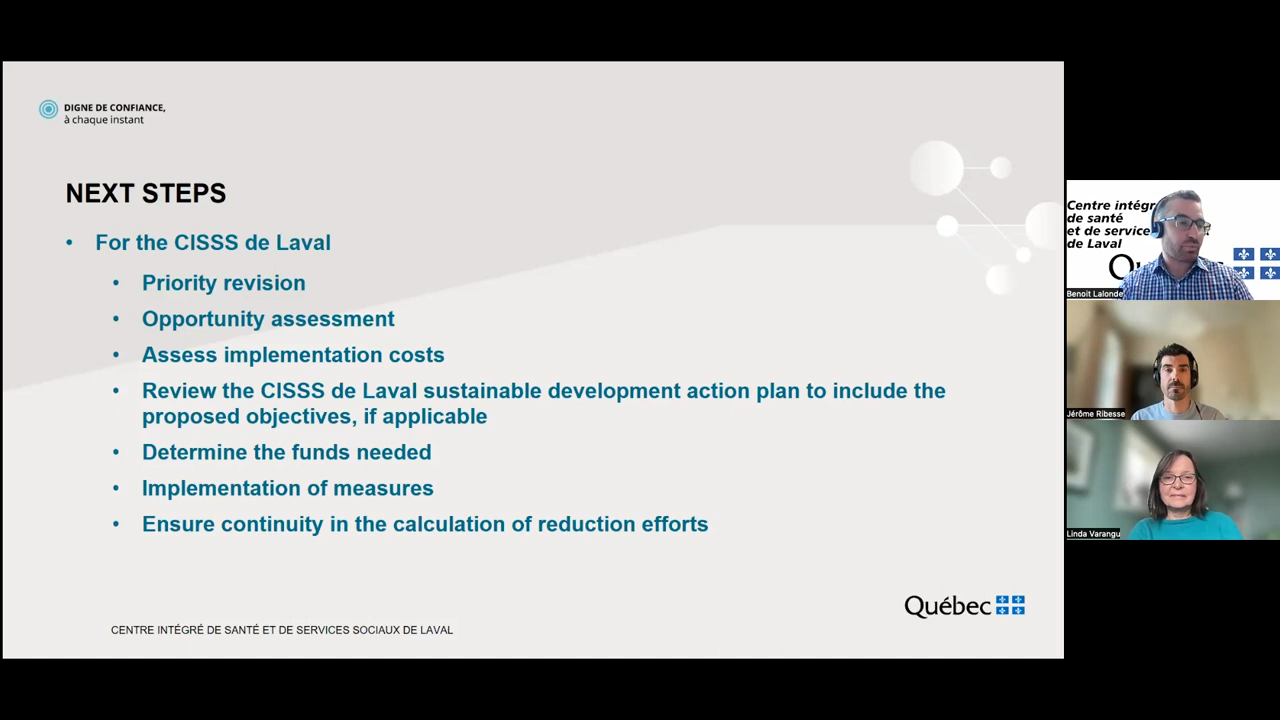 DIGNE DE CONFIANCE,
à chaque instant
NEXT STEPS
• For the CISSS de Laval
• Priority revision
• Opportunity assessment
• Assess implementation costs
• Review the CISSS de Laval sustainable development action plan to include the
proposed objectives, if applicable
• Determine the funds needed
• Implementation of measures
• Ensure continuity in the calculation of reduction efforts
Québec
CENTRE INTÉGRÉ DE SANTÉ ET DE SERVICES SOCIAUX DE LAVAL
Centre intégr
de santé
et de service
de Laval
Benoit Lalonde
Jérôme Ribesse
Linda Varangu